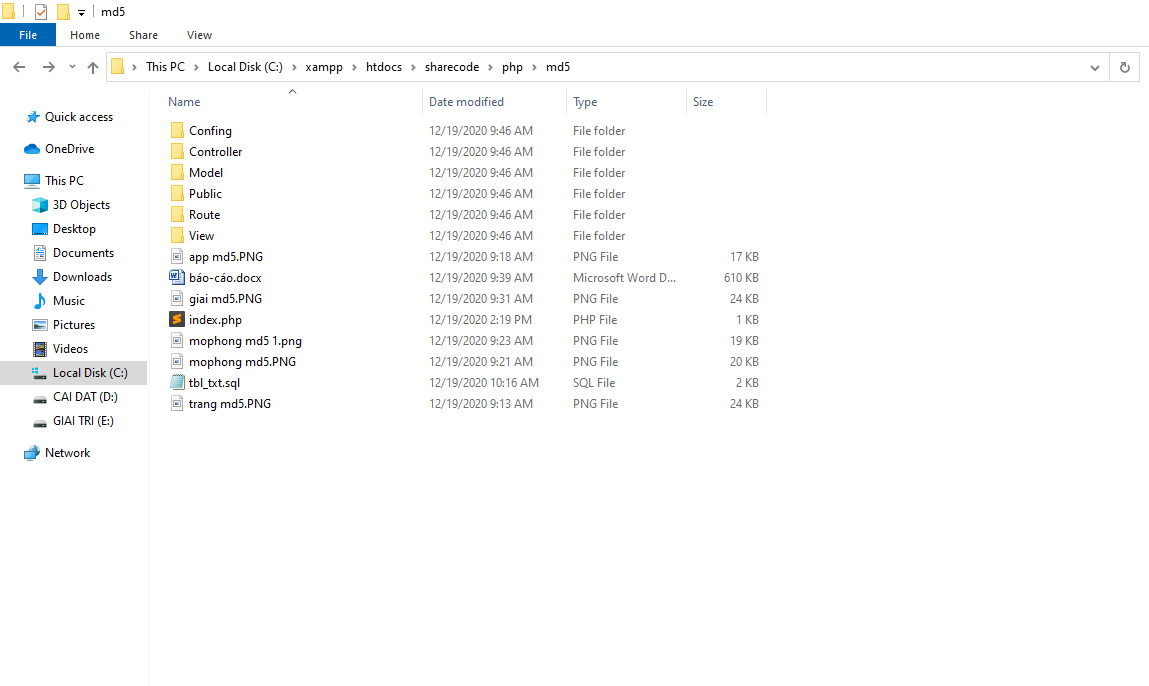 md5
File Home Share View
This PC Local Disk (C:) xampp htdocs sharecode php md5
Quick access
OneDrive
This PC
3D Objects
Desktop
Documents
Downloads
Music
Pictures
Videos
Local Disk (C:)
CAI DAT (D:)
GIAI TRI (E:)
Network
Name Date modified Type Size
Confing 12/19/2020 9:46 AM File folder
Controller 12/19/2020 9:46 AM File folder
Model 12/19/2020 9:46 AM File folder
Public 12/19/2020 9:46 AM File folder
Route 12/19/2020 9:46 AM File folder
View 12/19/2020 9:46 AM File folder
app md5.PNG 12/19/2020 9:18 AM PNG File 17 KB
báo-cáo.docx 12/19/2020 9:39 AM Microsoft Word D... 610 KB
giai md5.PNG 12/19/2020 9:31 AM PNG File 24 KB
index.php 12/19/2020 2:19 PM PHP File 1 KB
mophong md5 1.png 12/19/2020 9:23 AM PNG File 19 KB
mophong md5.PNG 12/19/2020 9:21 AM PNG File 20 KB
tbl_txt.sql 12/19/2020 10:16 AM SQL File 2 KB
trang md5.PNG 12/19/2020 9:13 AM PNG File 24 KB